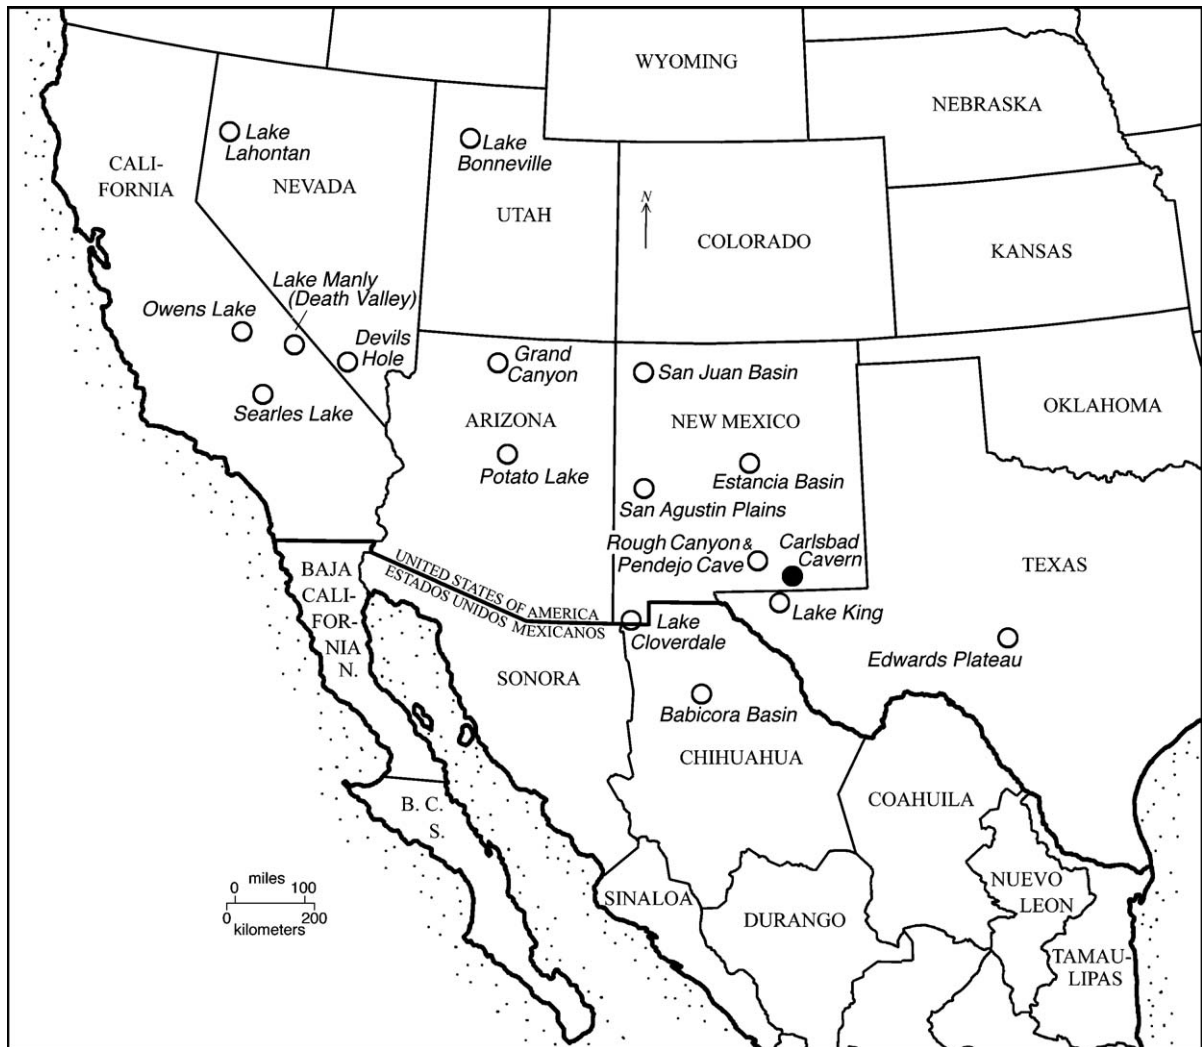 WYOMING
NEBRASKA
Lake
Lahontan
Lake
Bonneville
CALI-
FORNIA
NEVADA
UTAH
N
COLORADO
KANSAS
Lake Manly
(Death Valley)
Owens Lake
Devils
Hole
Grand
Canyon
San Juan Basin
Searles Lake
ARIZONA
NEW MEXICO
OKLAHOMA
Potato Lake
Estancia Basin
San Agustin Plains
Rough Canyon &
Pendejo Cave
Carlsbad
Cavern
TEXAS
UNITED STATES OF AMERICA
ESTADOS UNIDOS MEXICANOS
BAJA
CALI-
FOR-
NIA
N.
Lake King
Lake
Cloverdale
Edwards Plateau
SONORA
Babicora Basin
CHIHUAHUA
COAHUILA
B. C.
S.
0 miles 100
0 200
kilometers
SINALOA
DURANGO
NUEVO
LEON
TAMAU-
LIPAS